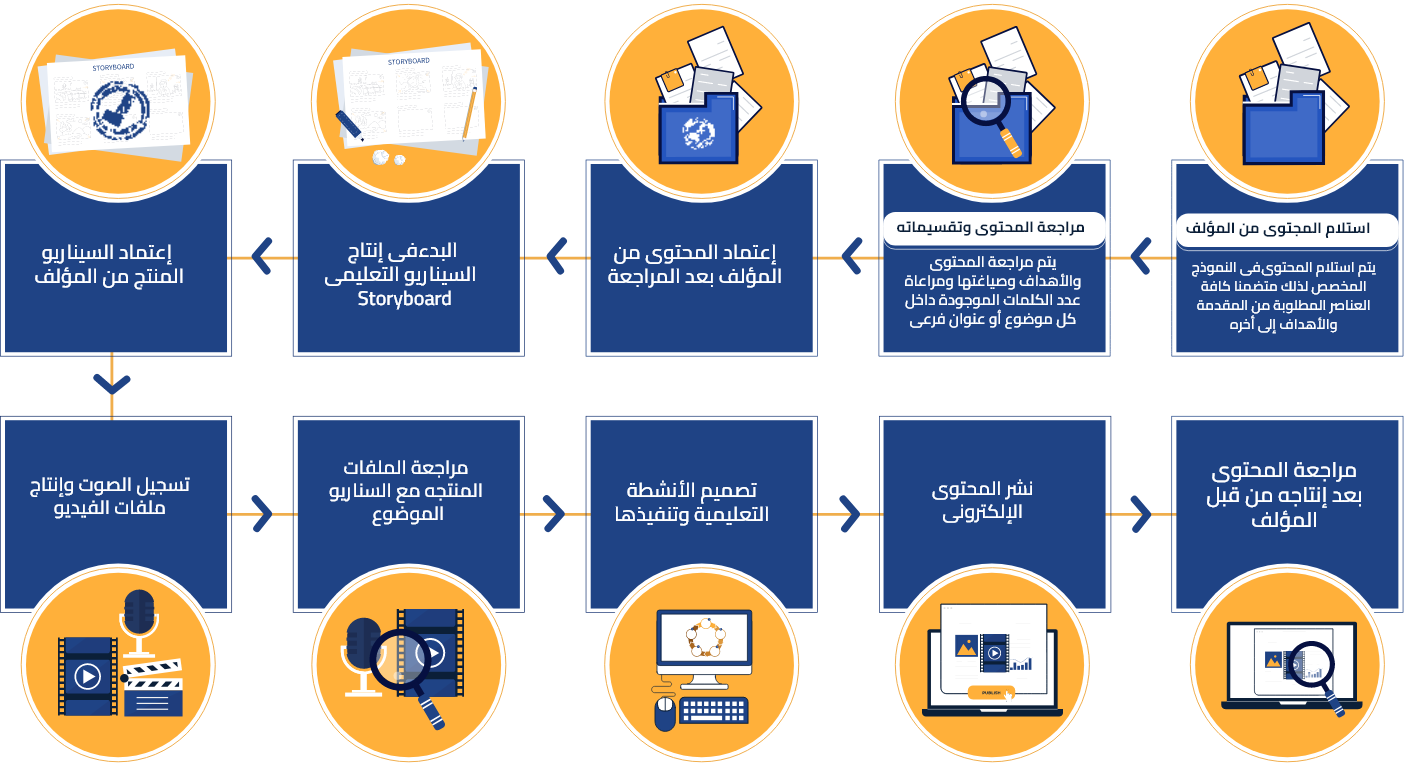 استلام المجتوى من المؤلف
يتم استلام المحتوى فى النموذج
المخصص لذلك متضمنا كافة
العناصر المطلوبة من المقدمة
والأهداف إلى أخره
مراجعة المحتوى وتقسيماته
يتم مراجعة المحتوى
والأهداف وصياغتها ومراعاة
عدد الكلمات الموجودة داخل
كل موضوع أو عنوان فرعى
إعتماد المحتوى من
المؤلف بعد المراجعة
STORYBOARD
البدءفى إنتاج
السيناريو التعليمى
Storyboard
STORYBOARD
إعتماد السيناريو
المنتج من المؤلف
تسجيل الصوت وإنتاج
ملفات الفيديو
مراجعة الملفات
المنتجه مع السناريو
الموضوع
تصميم الأنشطة
التعليمية وتنفيذها
نشر المحتوى
الإلكترونى
PUBLISH
مراجعة المحتوى
بعد إنتاجه من قبل
المؤلف